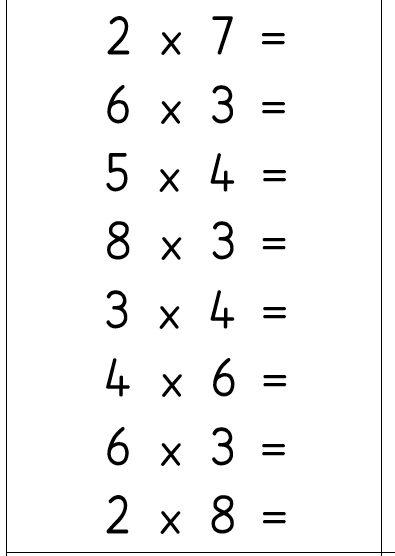 2 x 7 =
6 x 3 =
5 x 4 =
8 x 3 =
3 x 4 =
4 x 6 =
6 x 3 =
2 x 8 =